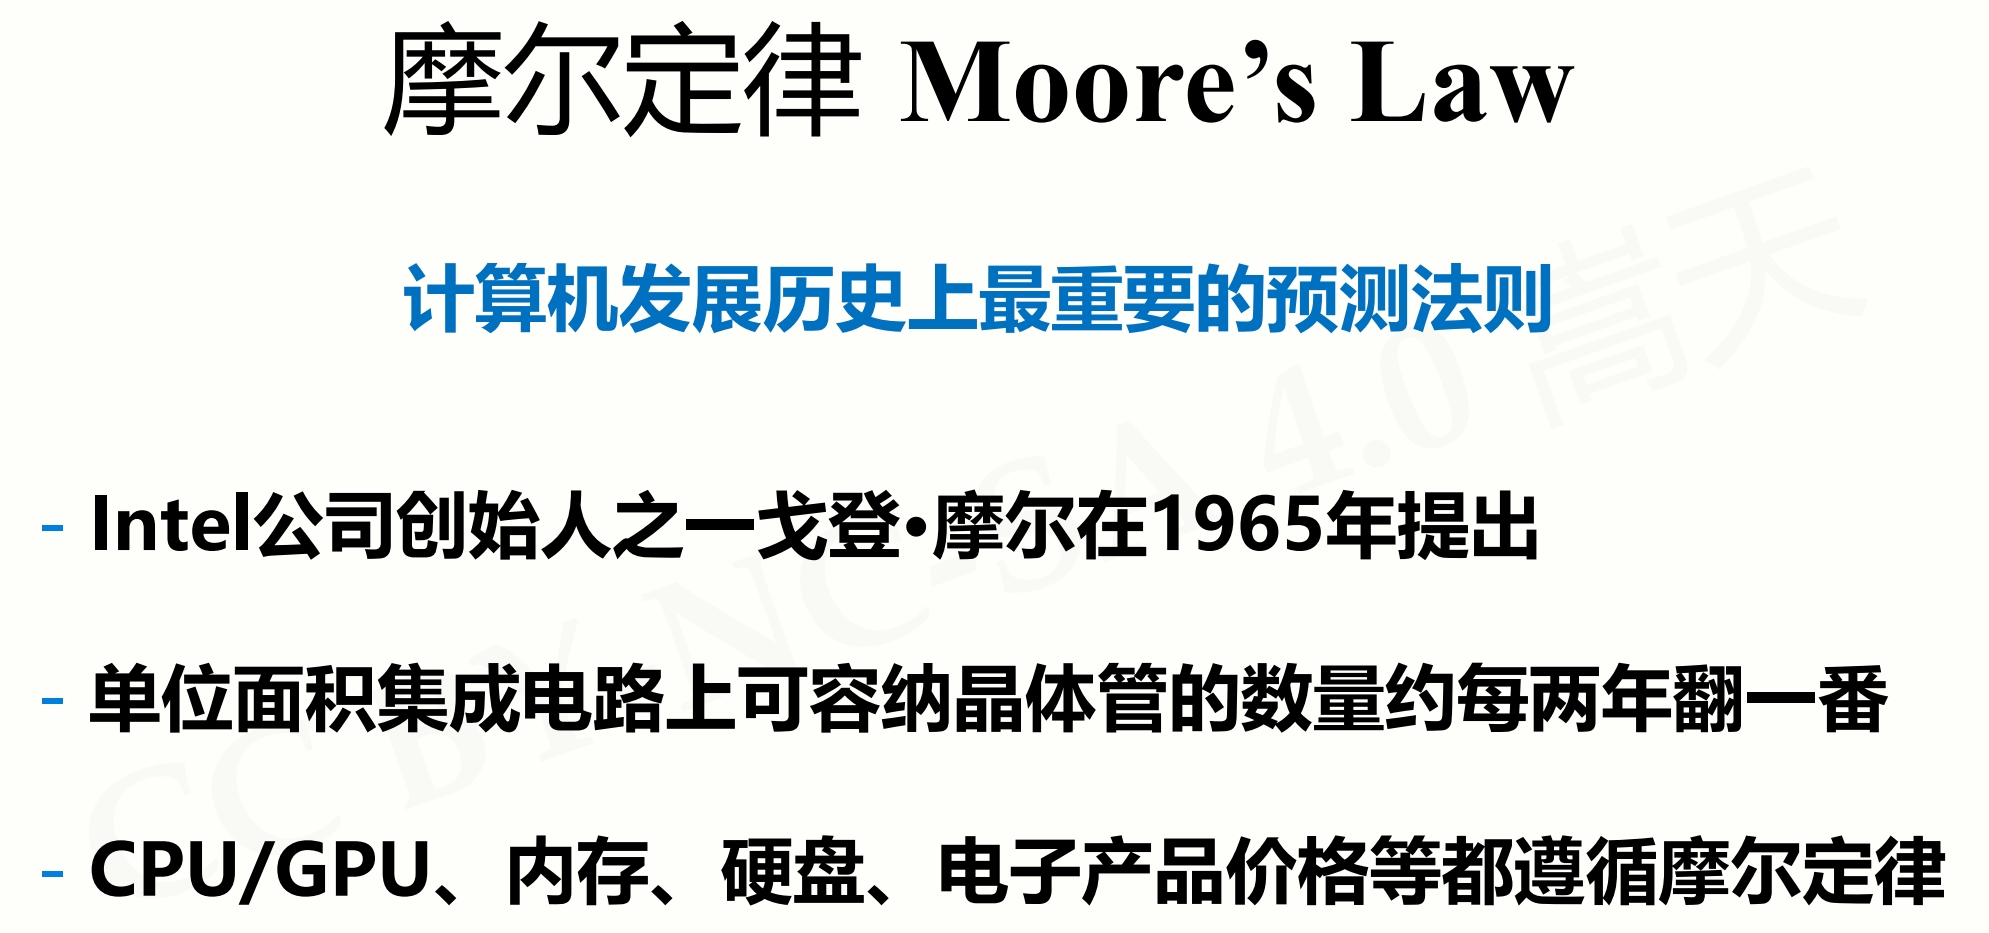 摩尔定律 Moore’s Law
计算机发展历史上最重要的预测法则
- Intel公司创始人之一戈登·摩尔在1965年提出
- 单位面积集成电路上可容纳晶体管的数量约每两年翻一番
- CPU/GPU、内存、硬盘、电子产品价格等都遵循摩尔定律
CC BY-NC-SA 4.0 嵩天